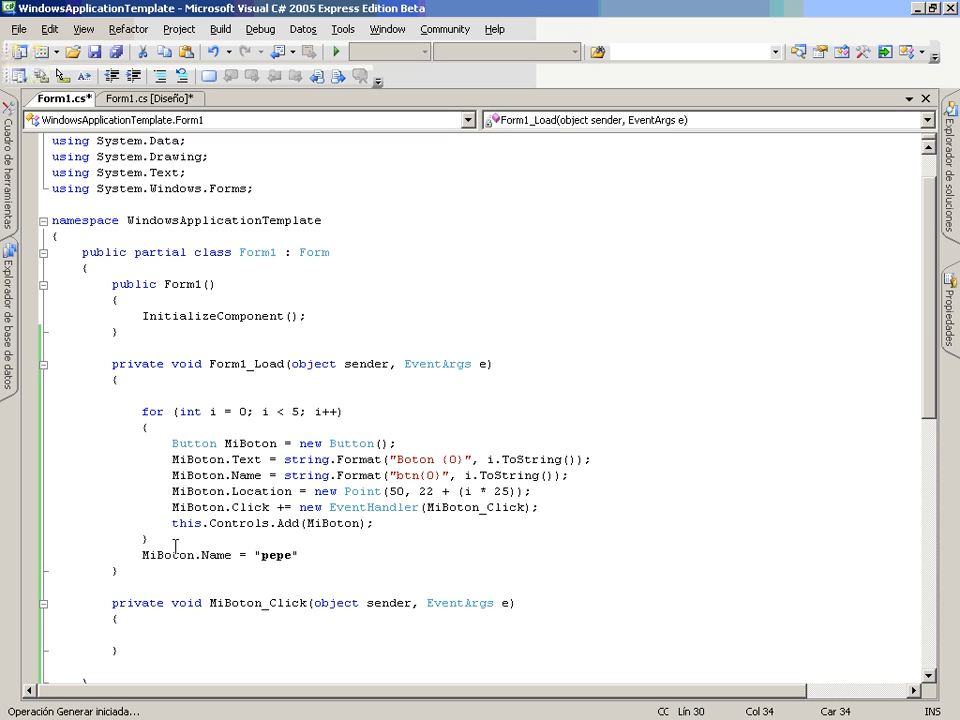 WindowsApplicationTemplate - Microsoft Visual C# 2005 Express Edition Beta
File Edit View Refactor Project Build Debug Datos Tools Window Community Help
Form1.cs* Form1.cs [Diseño]*
WindowsApplicationTemplate.Form1 Form1_Load(object sender, EventArgs e)
Cuadro de herramientas
Explorador de base de datos
using System.Data;
using System.Drawing;
using System.Text;
using System.Windows.Forms;
namespace WindowsApplicationTemplate
{
public partial class Form1 : Form
{
public Form1()
{
InitializeComponent();
}
private void Form1_Load(object sender, EventArgs e)
{
for (int i = 0; i < 5; i++)
{
Button MiBoton = new Button();
MiBoton.Text = string.Format("Boton {0}", i.ToString());
MiBoton.Name = string.Format("btn{0}", i.ToString());
MiBoton.Location = new Point(50, 22 + (i * 25));
MiBoton.Click += new EventHandler(MiBoton_Click);
this.Controls.Add(MiBoton);
}
MiBoton.Name = "pepe"
}
private void MiBoton_Click(object sender, EventArgs e)
{
}
}
Explorador de soluciones
Propiedades
Operación Generar iniciada... CC Lín 30 Col 34 Car 34 INS